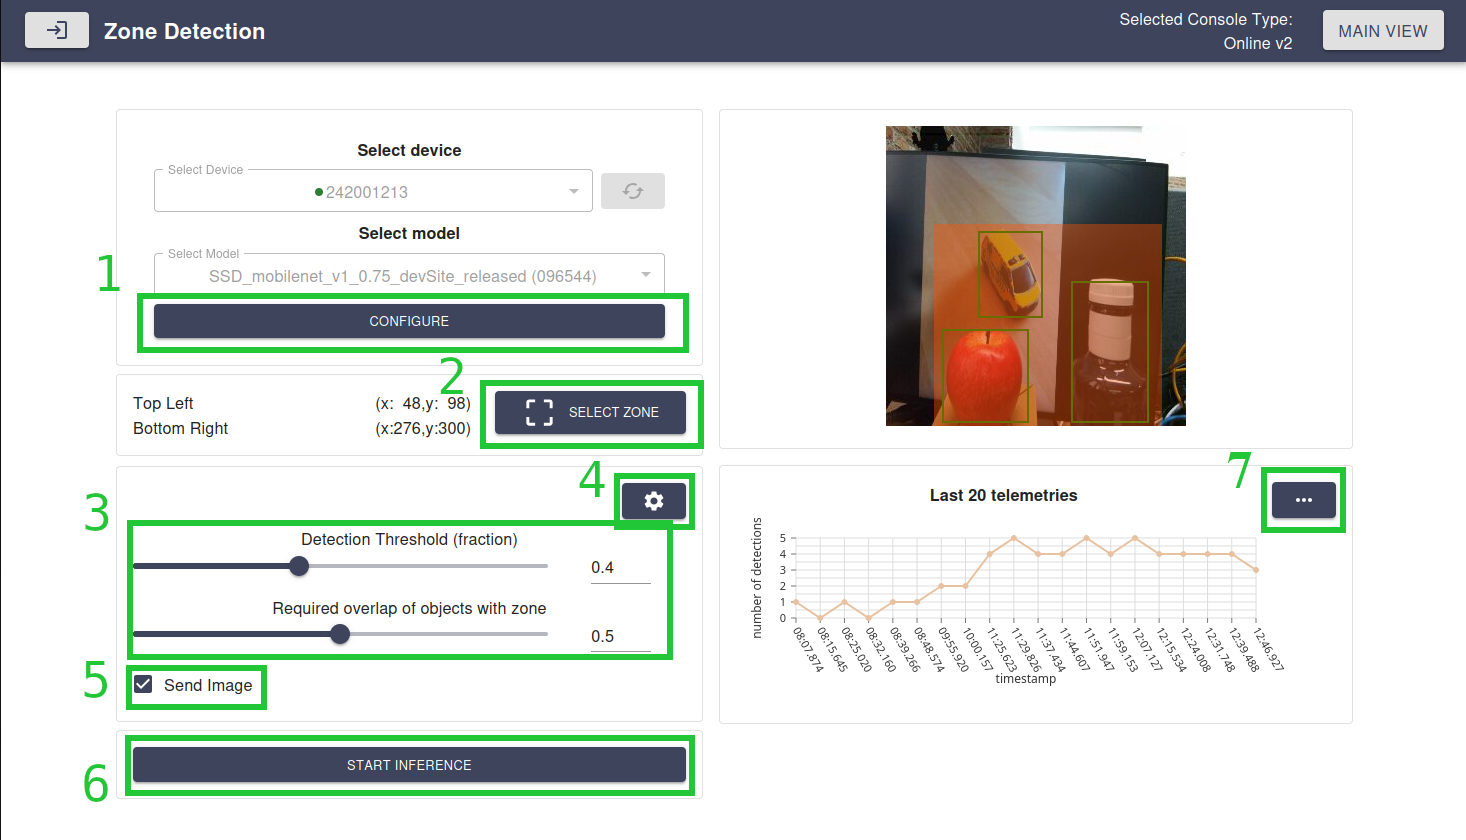 Zone Detection
Selected Console Type:
Online v2
MAIN VIEW
Select device
Select Device
242001213
Select model
Select Model
SSD_mobilenet_v1_0.75_devSite_released (096544)
1
CONFIGURE
2
Top Left (x: 48,y: 98)
Bottom Right (x:276,y:300)
SELECT ZONE
3
4
Detection Threshold (fraction)
0.4
Required overlap of objects with zone
0.5
5
Send Image
6
START INFERENCE
7
Last 20 telemetries
number of detections
5
4
3
2
1
0
08:07.874
08:15.645
08:25.020
08:32.160
08:39.266
08:48.574
09:55.920
10:00.157
11:25.623
11:29.826
11:37.434
11:44.607
11:51.947
11:59.153
12:07.127
12:15.534
12:24.008
12:31.748
12:39.488
12:46.927
timestamp